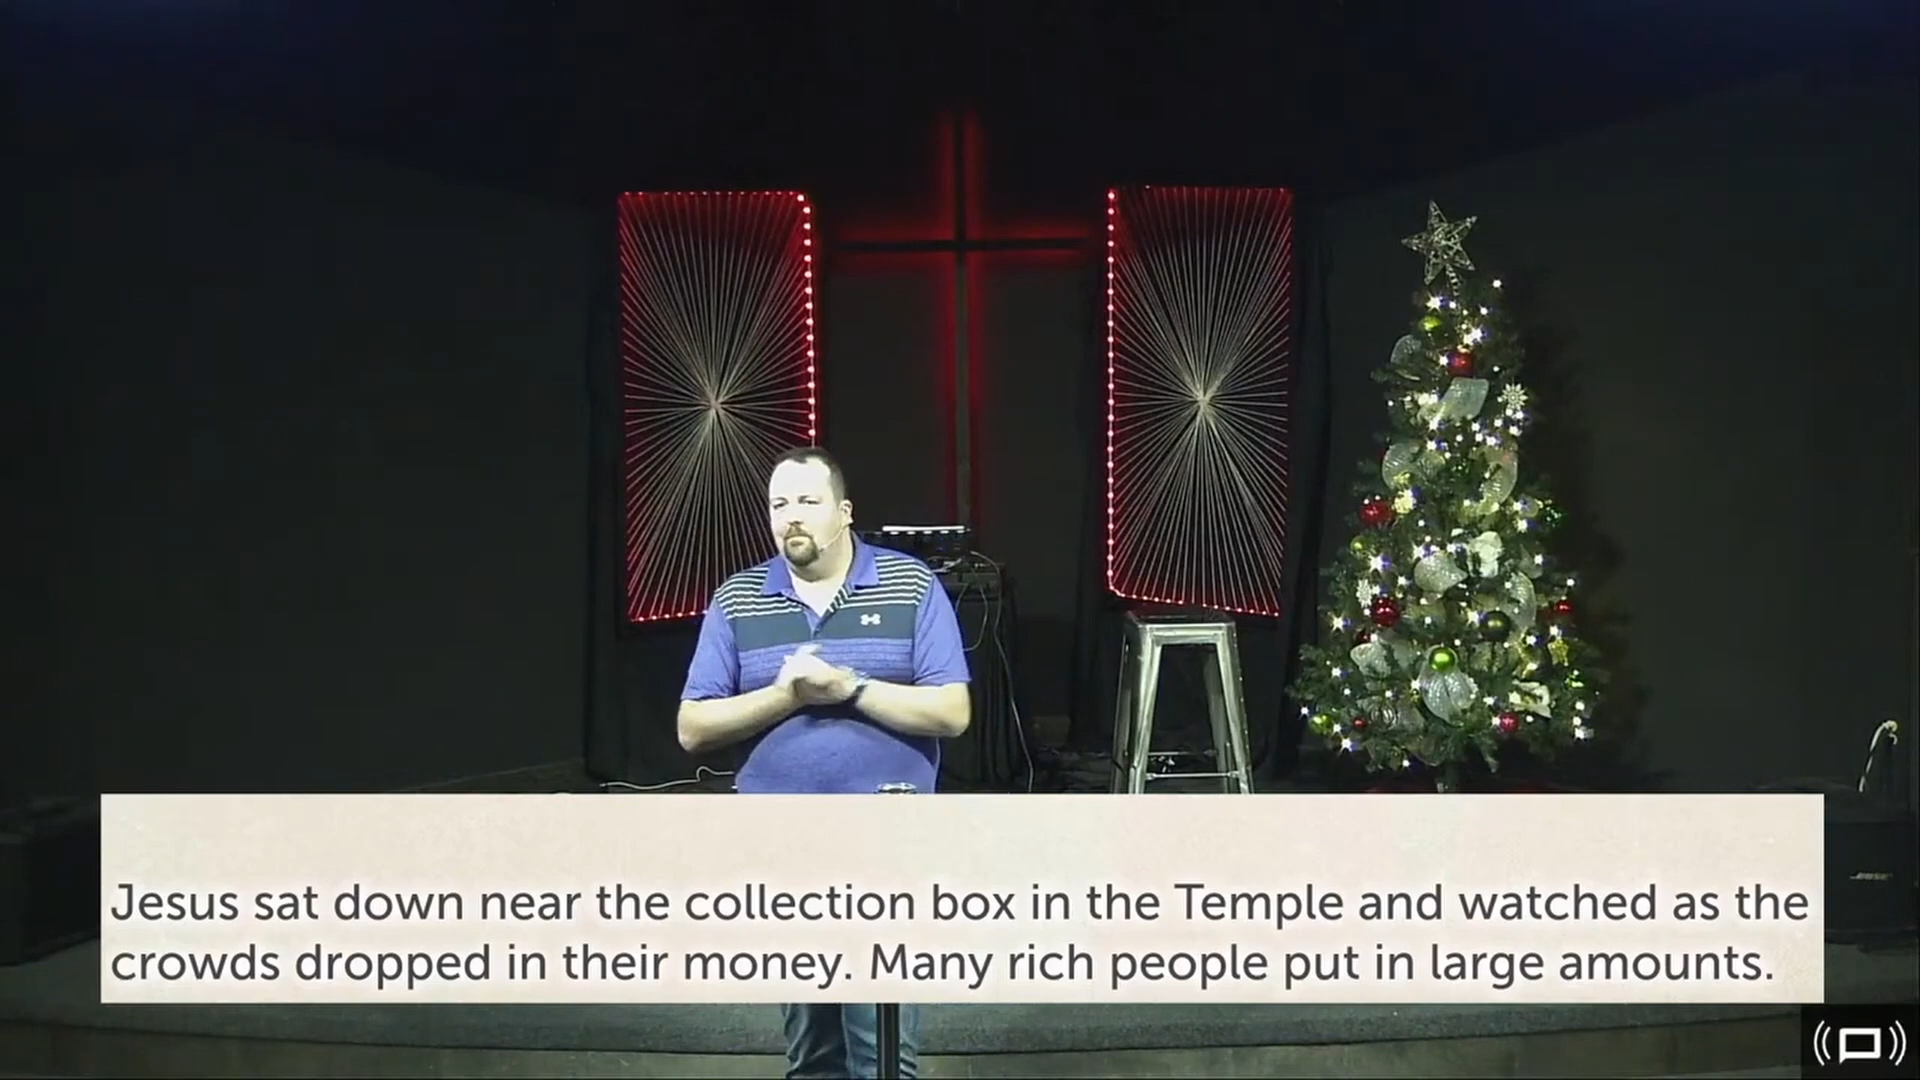 Jesus sat down near the collection box in the Temple and watched as the
crowds dropped in their money. Many rich people put in large amounts.
BOSE